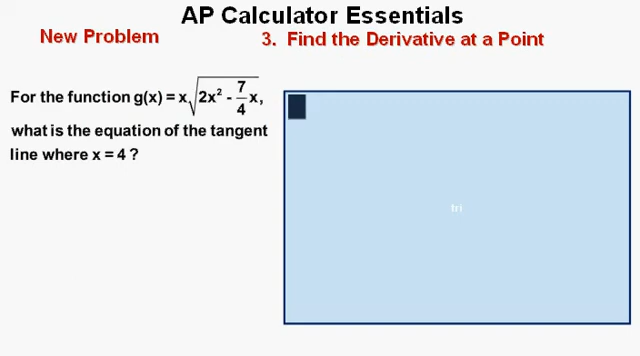 AP Calculator Essentials
New Problem
3. Find the Derivative at a Point
For the function g(x) = x√(2x² - 7/4 x),
what is the equation of the tangent
line where x = 4 ?